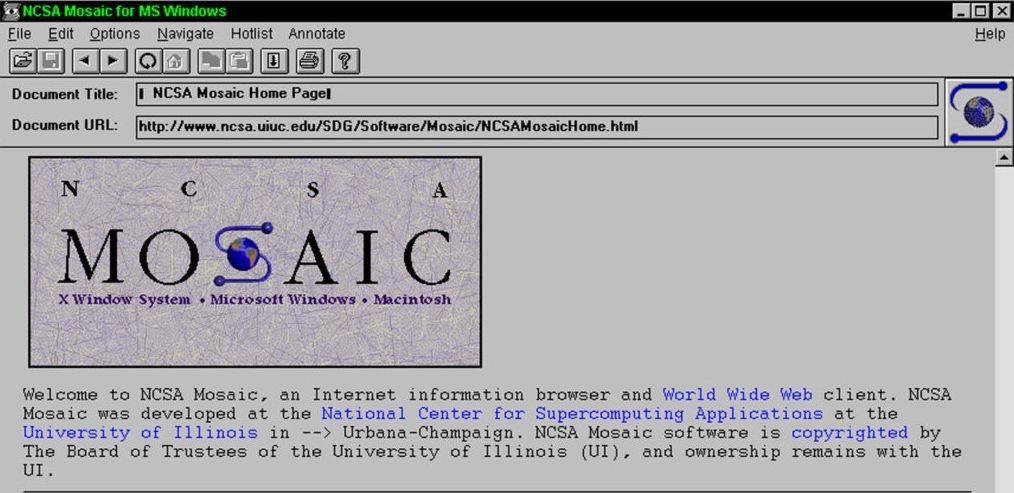 NCSA Mosaic for MS Windows
File Edit Options Navigate Hotlist Annotate Help
Document Title: NCSA Mosaic Home Page
Document URL: http://www.ncsa.uiuc.edu/SDG/Software/Mosaic/NCSAMosaicHome.html
N C S A
MOSAIC
X Window System • Microsoft Windows • Macintosh
Welcome to NCSA Mosaic, an Internet information browser and World Wide Web client. NCSA
Mosaic was developed at the National Center for Supercomputing Applications at the
University of Illinois in --> Urbana-Champaign. NCSA Mosaic software is copyrighted by
The Board of Trustees of the University of Illinois (UI), and ownership remains with the
UI.